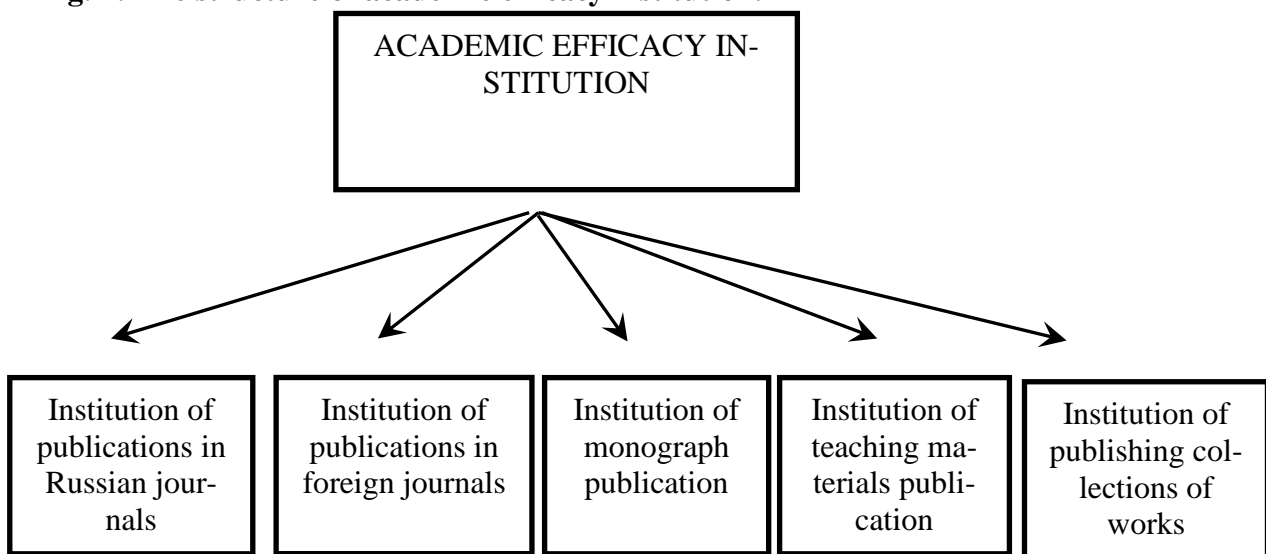 ACADEMIC EFFICACY IN-
STITUTION
Institution of
publications in
Russian jour-
nals
Institution of
publications in
foreign journals
Institution of
monograph
publication
Institution of
teaching ma-
terials publi-
cation
Institution of
publishing col-
lections of
works